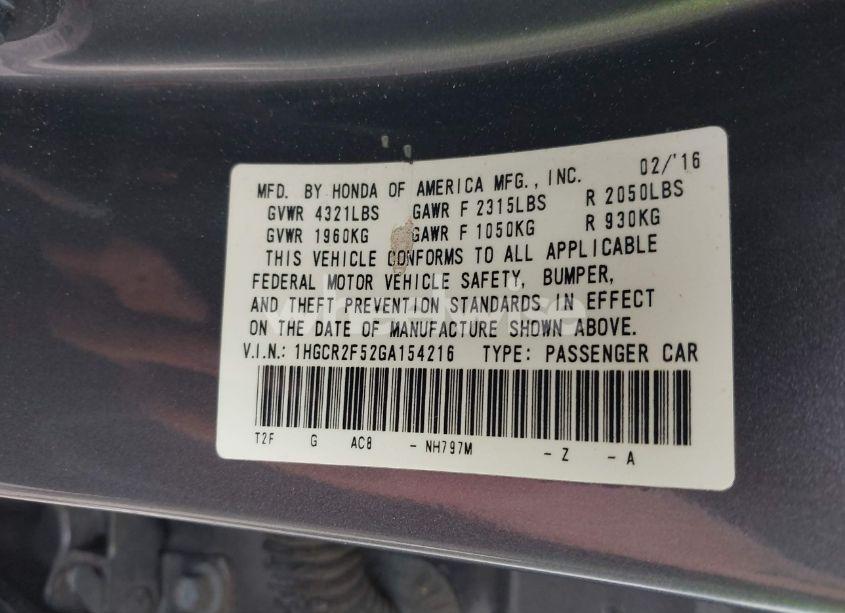 MFD. BY HONDA OF AMERICA MFG., INC. 02/'16
GVWR 4321LBS GAWR F 2315LBS R 2050LBS
GVWR 1960KG GAWR F 1050KG R 930KG
THIS VEHICLE CONFORMS TO ALL APPLICABLE
FEDERAL MOTOR VEHICLE SAFETY, BUMPER,
AND THEFT PREVENTION STANDARDS IN EFFECT
ON THE DATE OF MANUFACTURE SHOWN ABOVE.
V.I.N.: 1HGCR2F52GA154216 TYPE: PASSENGER CAR
T2F G AC8 - NH797M - Z - A